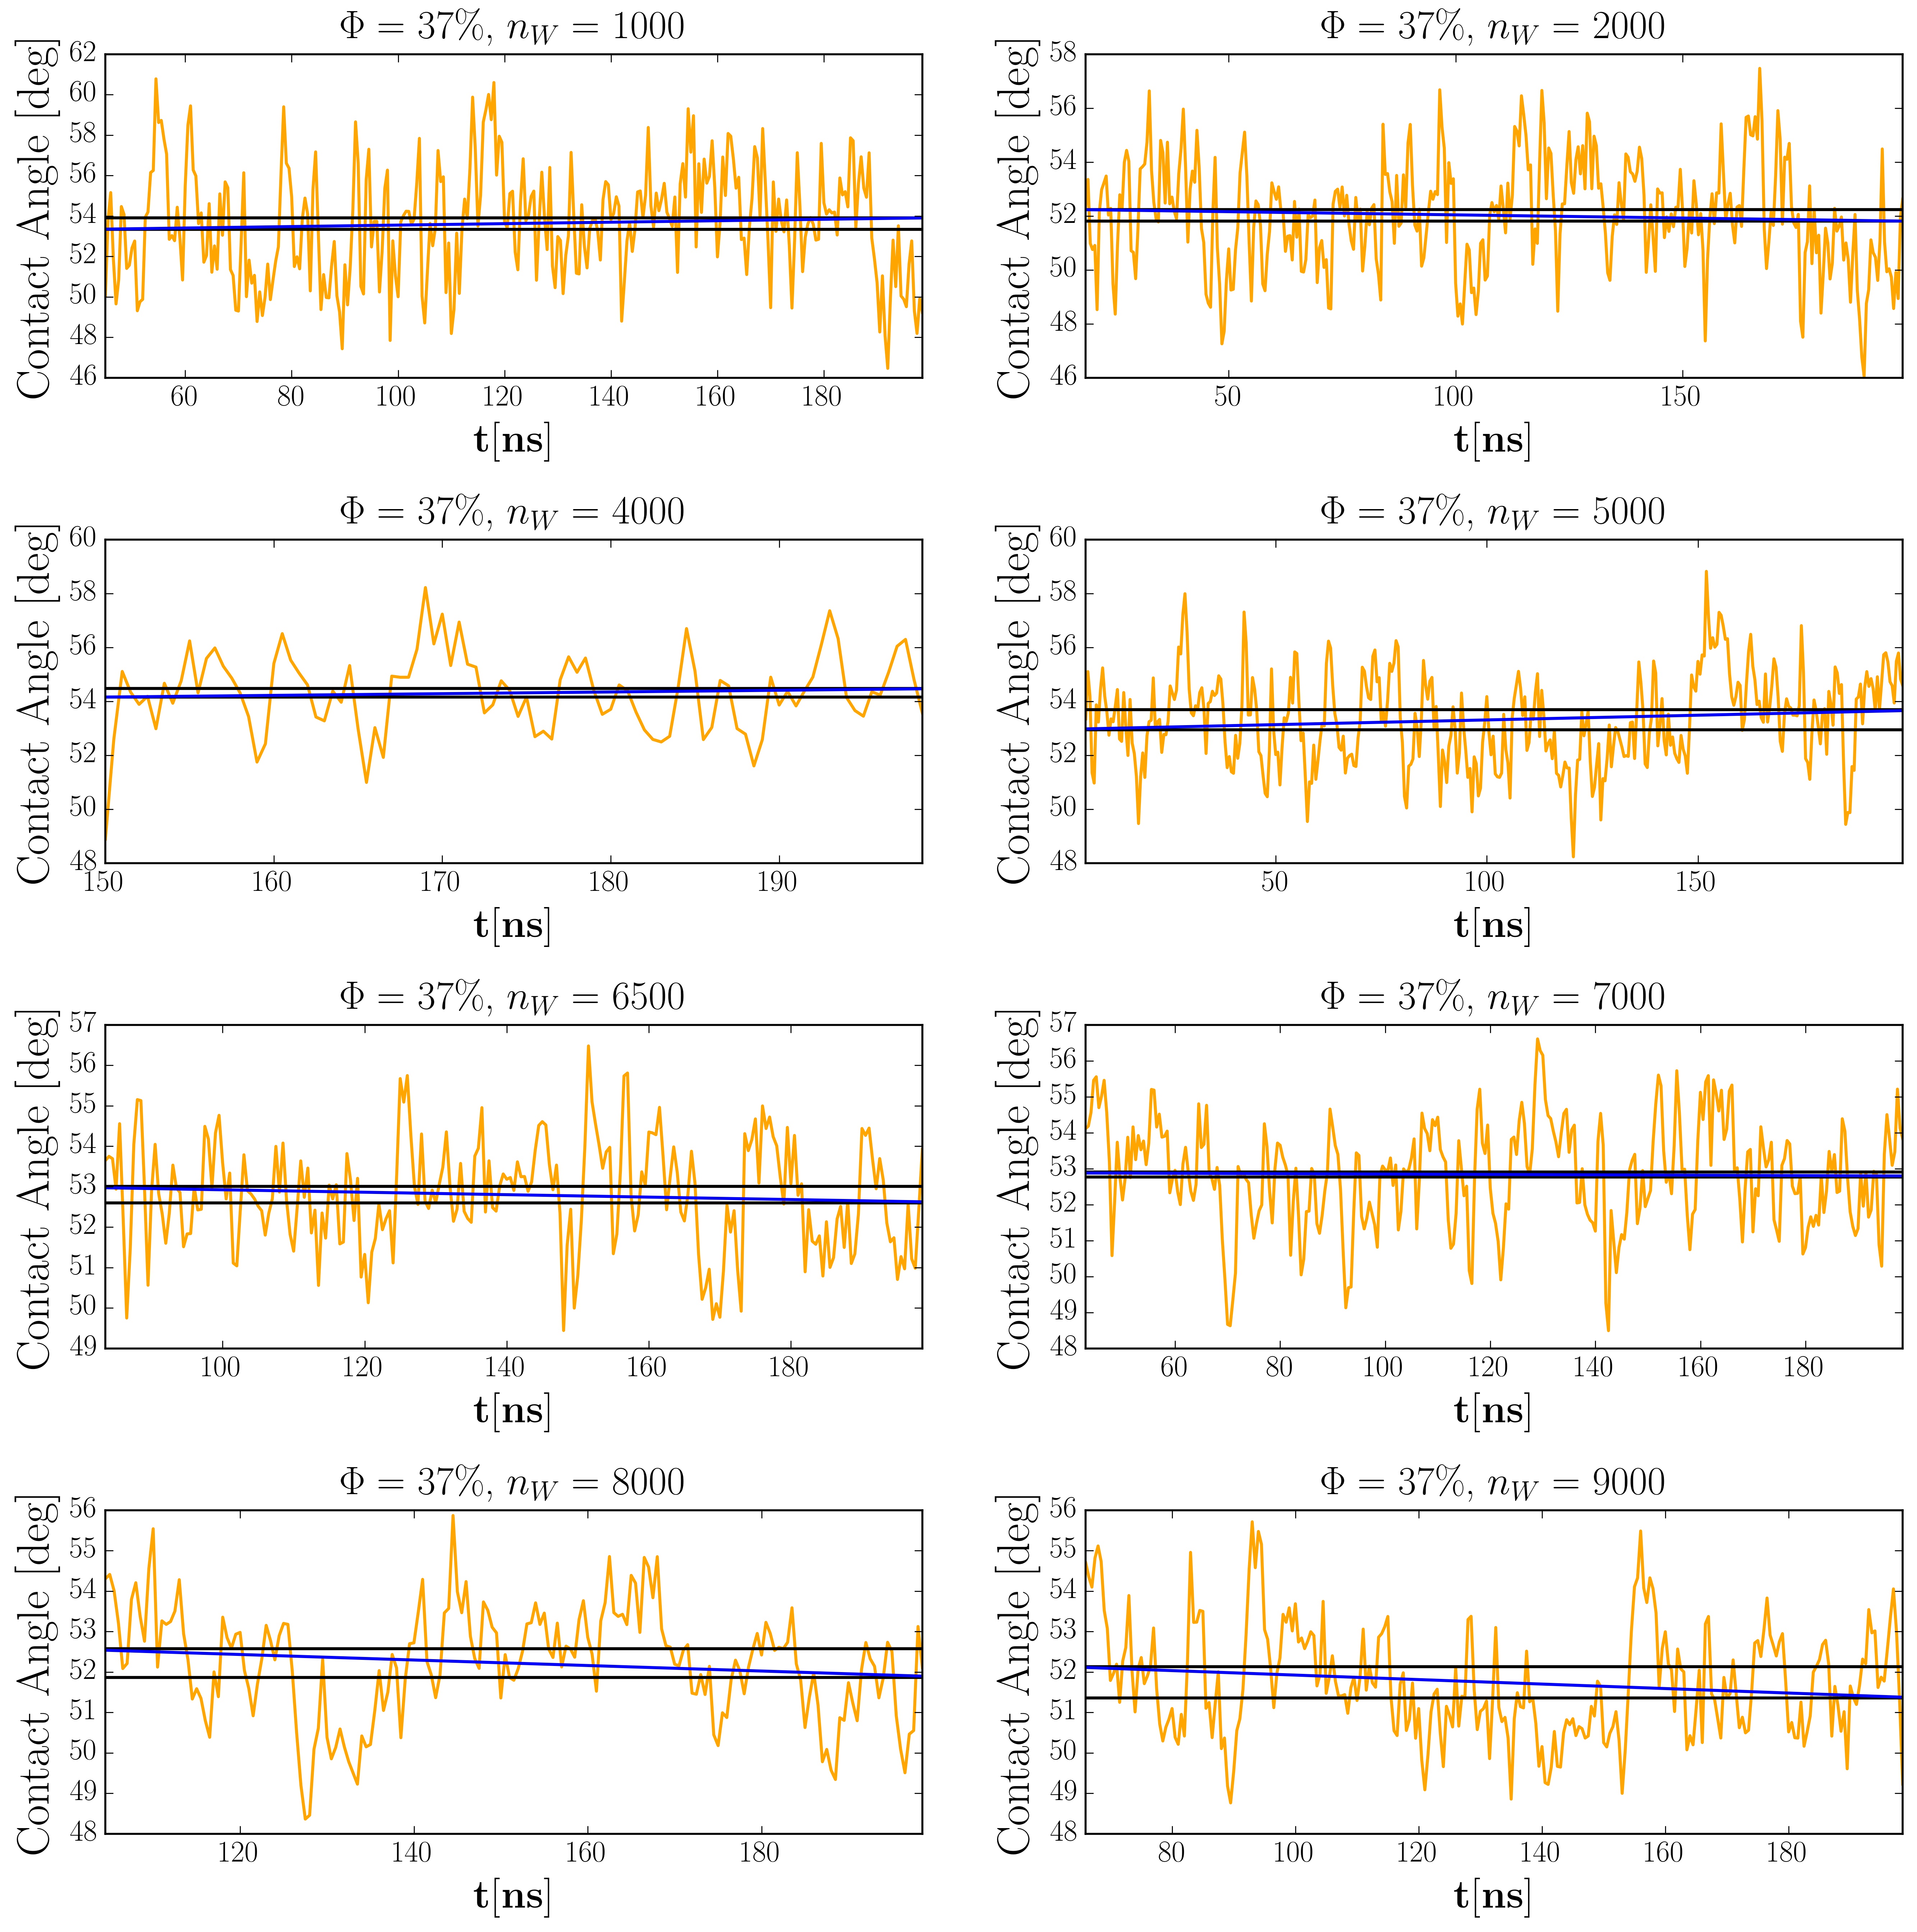 Φ = 37%, n_W = 1000
Contact Angle [deg]
62
60
58
56
54
52
50
48
46
60 80 100 120 140 160 180
t[ns]
Φ = 37%, n_W = 2000
Contact Angle [deg]
58
56
54
52
50
48
46
50 100 150
t[ns]
Φ = 37%, n_W = 4000
Contact Angle [deg]
60
58
56
54
52
50
48
150 160 170 180 190
t[ns]
Φ = 37%, n_W = 5000
Contact Angle [deg]
60
58
56
54
52
50
48
50 100 150
t[ns]
Φ = 37%, n_W = 6500
Contact Angle [deg]
57
56
55
54
53
52
51
50
49
100 120 140 160 180
t[ns]
Φ = 37%, n_W = 7000
Contact Angle [deg]
57
56
55
54
53
52
51
50
49
48
60 80 100 120 140 160 180
t[ns]
Φ = 37%, n_W = 8000
Contact Angle [deg]
56
55
54
53
52
51
50
49
48
120 140 160 180
t[ns]
Φ = 37%, n_W = 9000
Contact Angle [deg]
56
55
54
53
52
51
50
49
48
80 100 120 140 160 180
t[ns]